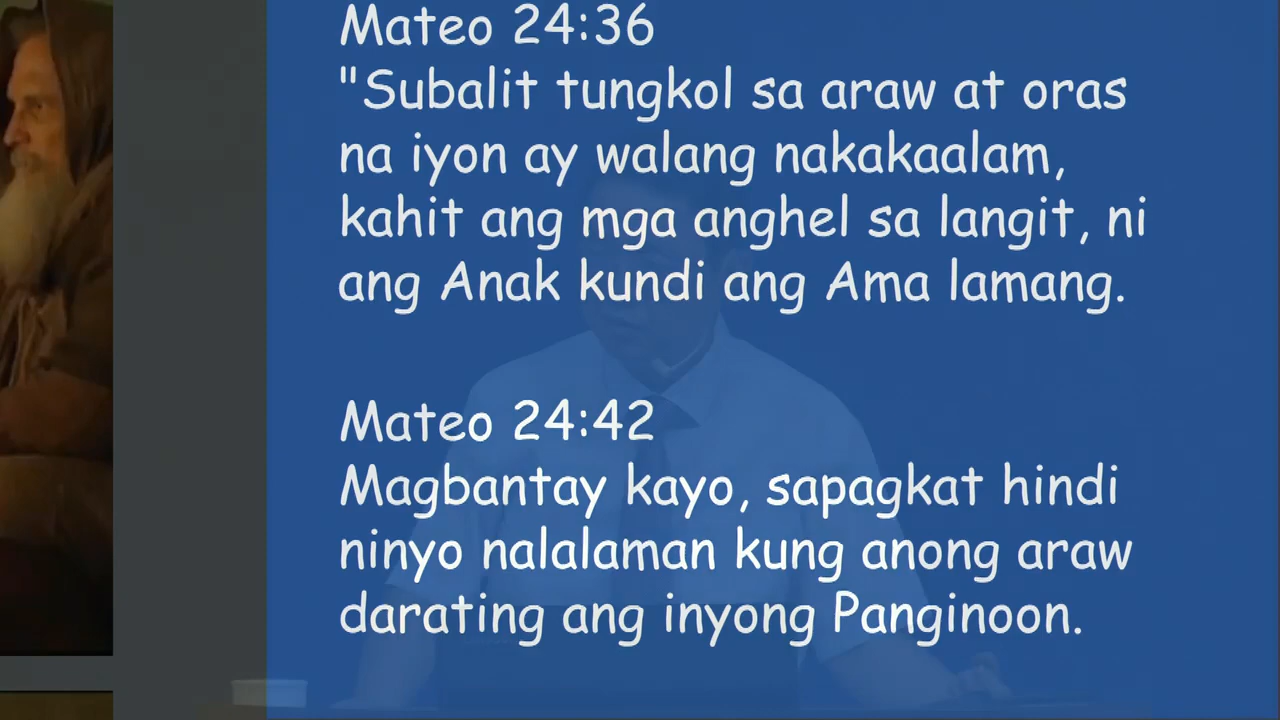 Mateo 24:36
"Subalit tungkol sa araw at oras
na iyon ay walang nakakaalam,
kahit ang mga anghel sa langit, ni
ang Anak kundi ang Ama lamang.
Mateo 24:42
Magbantay kayo, sapagkat hindi
ninyo nalalaman kung anong araw
darating ang inyong Panginoon.